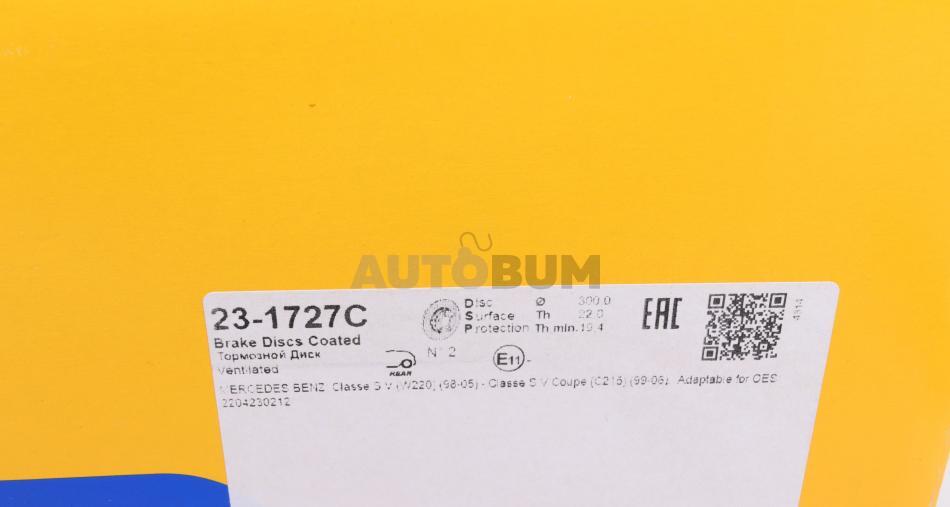 AUTOBUM
23-1727C
Brake Discs Coated
Тормозной Диск
Ventilated
Disc Ø 300.0
Surface Th 22.0
Protection Th min. 19.4
EAC
4314
REAR
N° 2
E11 -
MERCEDES BENZ Classe S V (W220) (98-05) - Classe S V Coupe (C215) (99-06) Adaptable for OES
2204230212